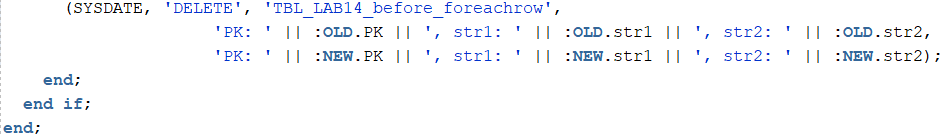 (SYSDATE, 'DELETE', 'TBL_LAB14_before_foreachrow',
'PK: ' || :OLD.PK || ', str1: ' || :OLD.str1 || ', str2: ' || :OLD.str2,
'PK: ' || :NEW.PK || ', str1: ' || :NEW.str1 || ', str2: ' || :NEW.str2);
end;
end if;
end;